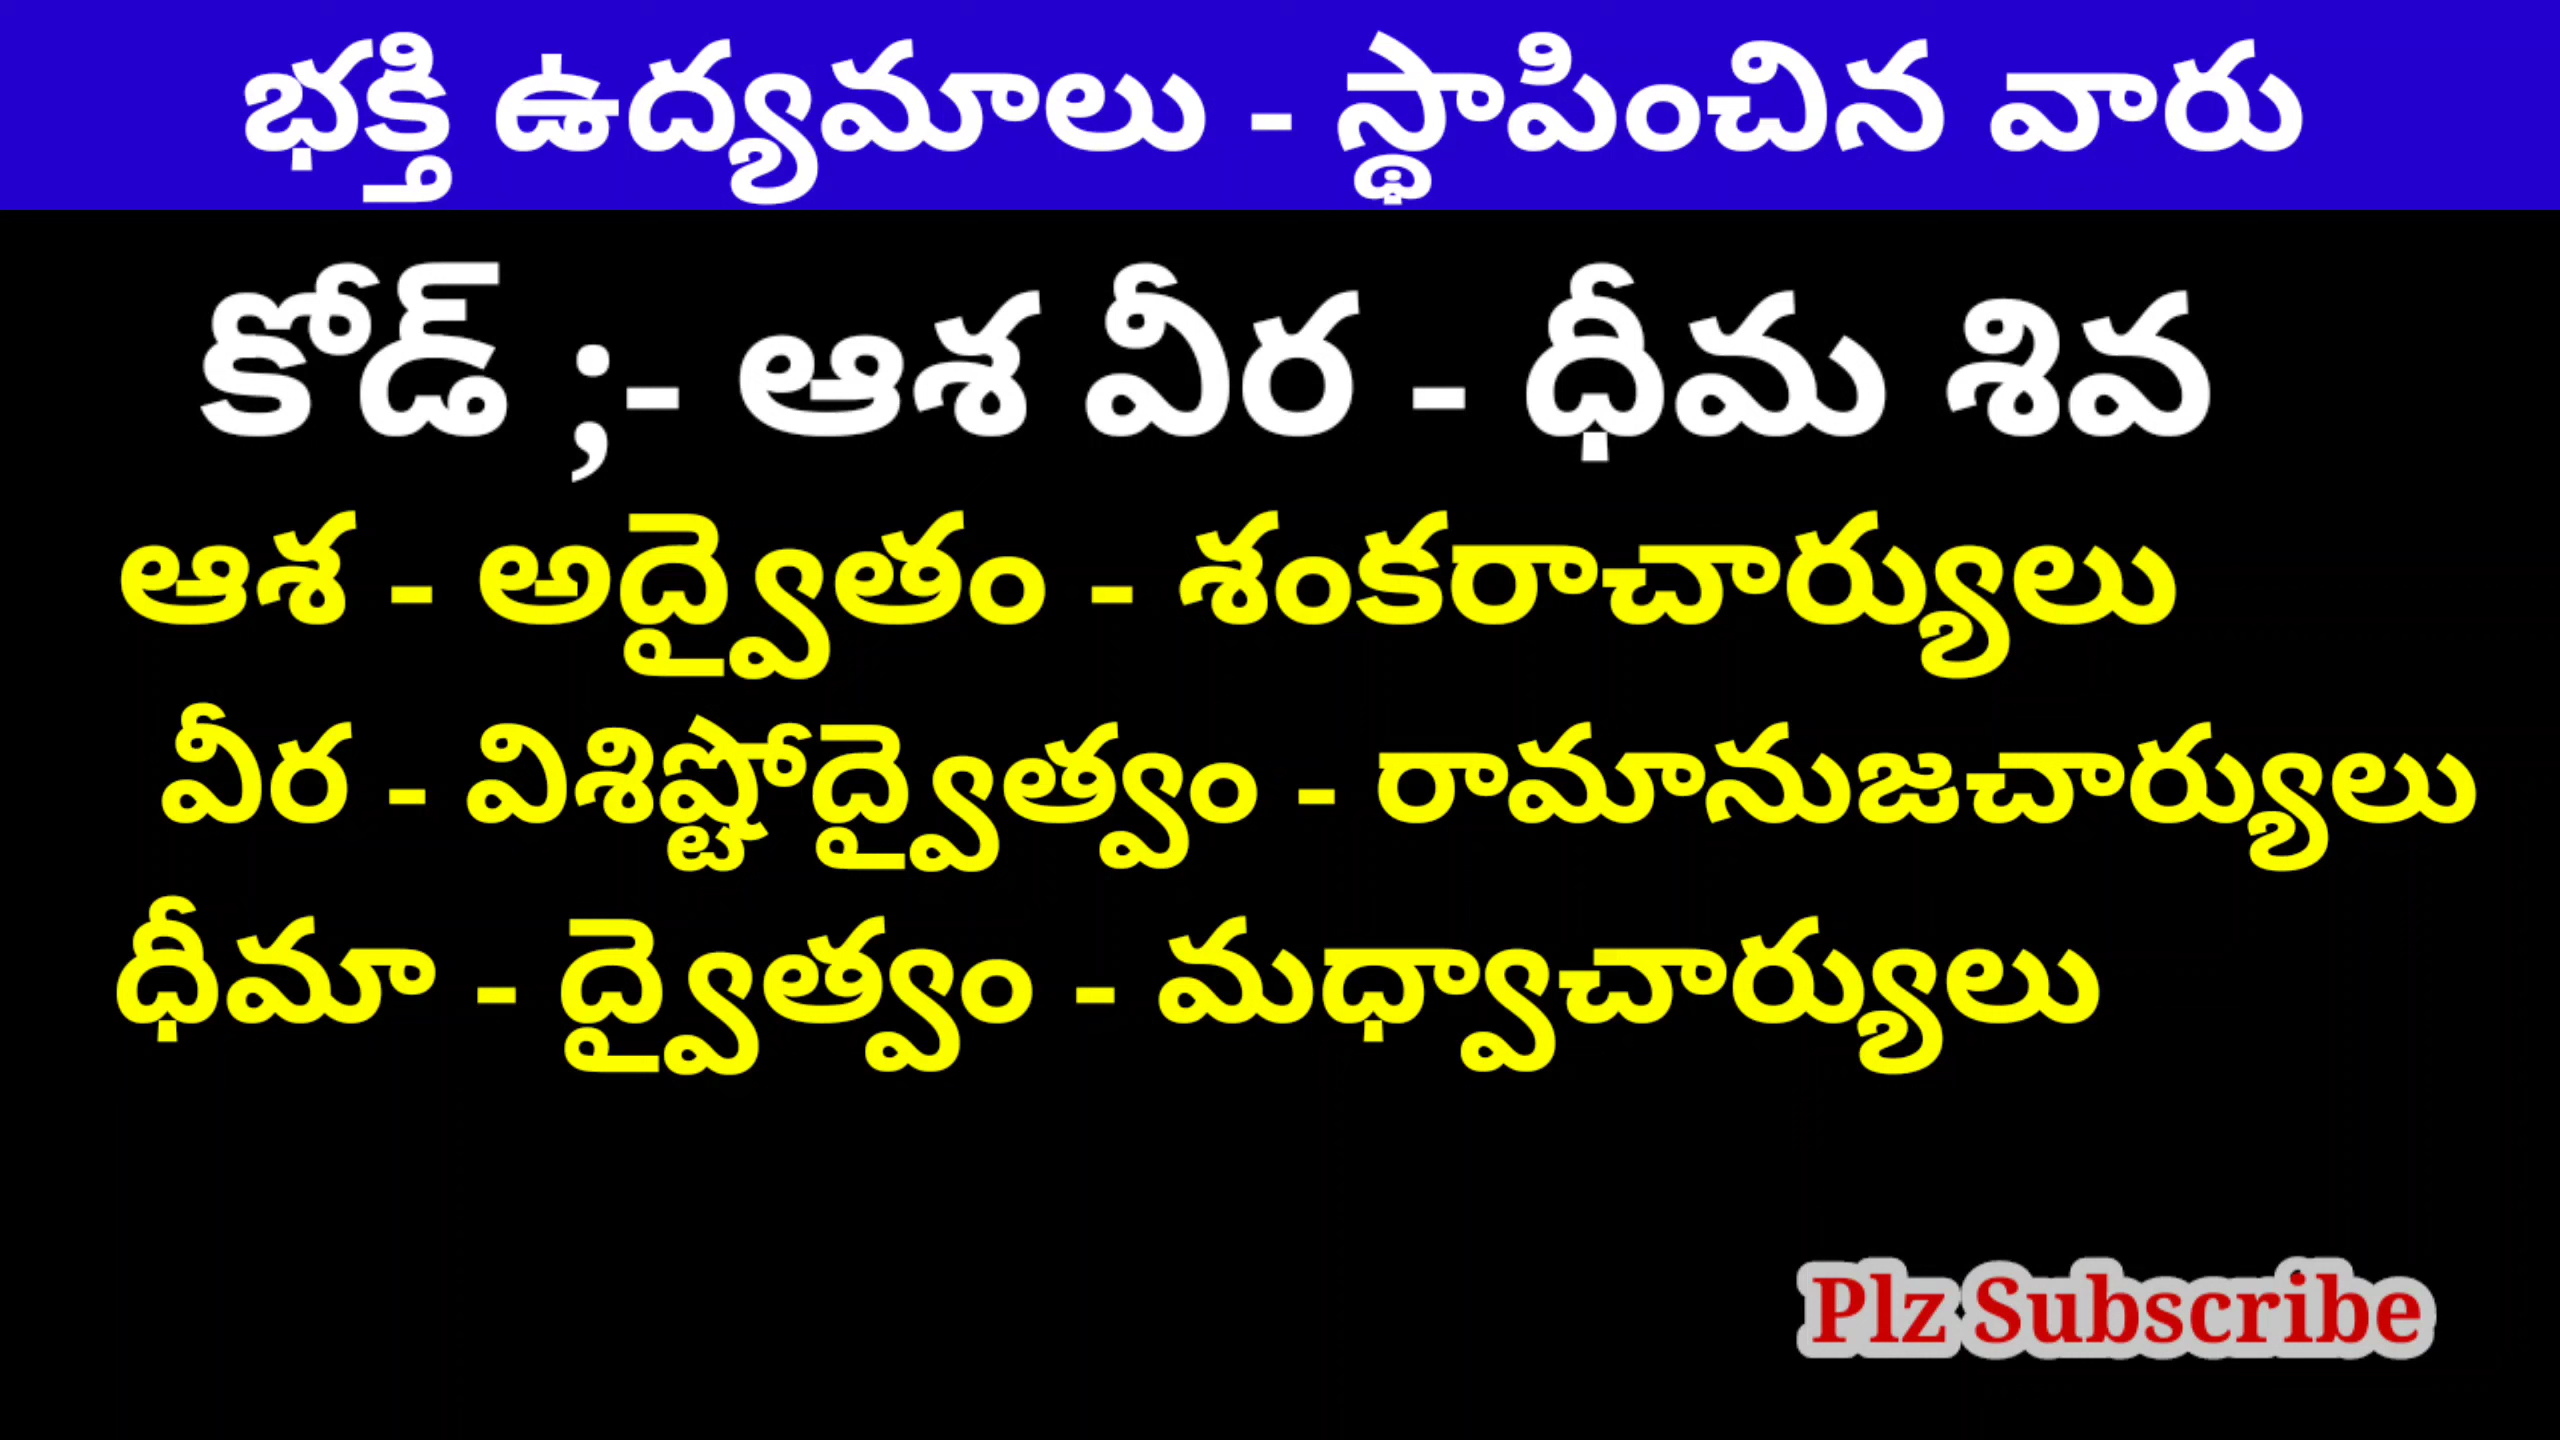 భక్తి ఉద్యమాలు - స్థాపించిన వారు
కోడ్ ;- ఆశ వీర - ధీమ శివ
ఆశ - అద్వైతం - శంకరాచార్యులు
వీర - విశిష్టోద్వైత్వం - రామానుజచార్యులు
ధీమా - ద్వైత్వం - మధ్వాచార్యులు
Plz Subscribe